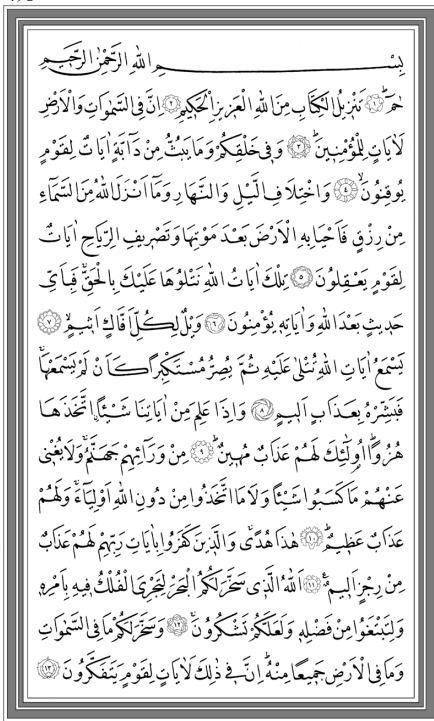 بِسْــــــــمِ اللهِ الرَّحْمٰنِ الرَّحٖيمِ
حٰمٓ ﴿١﴾ تَنْزٖيلُ الْكِتَابِ مِنَ اللهِ الْعَزٖيزِ الْحَكٖيمِ ﴿٢﴾ اِنَّ فِى السَّمٰوَاتِ وَالْاَرْضِ
لَاٰيَاتٍ لِلْمُؤْمِنٖينَ ﴿٣﴾ وَفٖى خَلْقِكُمْ وَمَا يَبُثُّ مِنْ دَٓابَّةٍ اٰيَاتٌ لِقَوْمٍ
يُوقِنُونَ ﴿٤﴾ وَاخْتِلَافِ الَّيْلِ وَالنَّهَارِ وَمَٓا اَنْزَلَ اللهُ مِنَ السَّمَٓاءِ
مِنْ رِزْقٍ فَاَحْيَا بِهِ الْاَرْضَ بَعْدَ مَوْتِهَا وَتَصْرٖيفِ الرِّيَاحِ اٰيَاتٌ
لِقَوْمٍ يَعْقِلُونَ ﴿٥﴾ تِلْكَ اٰيَاتُ اللهِ نَتْلُوهَا عَلَيْكَ بِالْحَقِّ فَبِاَىِّ
حَدٖيثٍ بَعْدَ اللهِ وَاٰيَاتِهٖ يُؤْمِنُونَ ﴿٦﴾ وَيْلٌ لِكُلِّ اَفَّاكٍ اَثٖيمٍ ﴿٧﴾
يَسْمَعُ اٰيَاتِ اللهِ تُتْلٰى عَلَيْهِ ثُمَّ يُصِرُّ مُسْتَكْبِرًا كَاَنْ لَمْ يَسْمَعْهَا
فَبَشِّرْهُ بِعَذَابٍ اَلٖيمٍ ﴿٨﴾ وَاِذَا عَلِمَ مِنْ اٰيَاتِنَا شَيْـًٔا اتَّخَذَهَا
هُزُوًا اُولٰٓئِكَ لَهُمْ عَذَابٌ مُهٖينٌ ﴿٩﴾ مِنْ وَرَٓائِهِمْ جَهَنَّمُ وَلَا يُغْنٖى
عَنْهُمْ مَا كَسَبُوا شَيْـًٔا وَلَا مَا اتَّخَذُوا مِنْ دُونِ اللهِ اَوْلِيَٓاءَ وَلَهُمْ
عَذَابٌ عَظٖيمٌ ﴿١٠﴾ هٰذَا هُدًى وَالَّذٖينَ كَفَرُوا بِاٰيَاتِ رَبِّهِمْ لَهُمْ عَذَابٌ
مِنْ رِجْزٍ اَلٖيمٌ ﴿١١﴾ اَللهُ الَّذٖى سَخَّرَ لَكُمُ الْبَحْرَ لِتَجْرِىَ الْفُلْكُ فٖيهِ بِاَمْرِهٖ
وَلِتَبْتَغُوا مِنْ فَضْلِهٖ وَلَعَلَّكُمْ تَشْكُرُونَ ﴿١٢﴾ وَسَخَّرَ لَكُمْ مَا فِى السَّمٰوَاتِ
وَمَا فِى الْاَرْضِ جَمٖيعًا مِنْهُ اِنَّ فٖى ذٰلِكَ لَاٰيَاتٍ لِقَوْمٍ يَتَفَكَّرُونَ ﴿١٣﴾